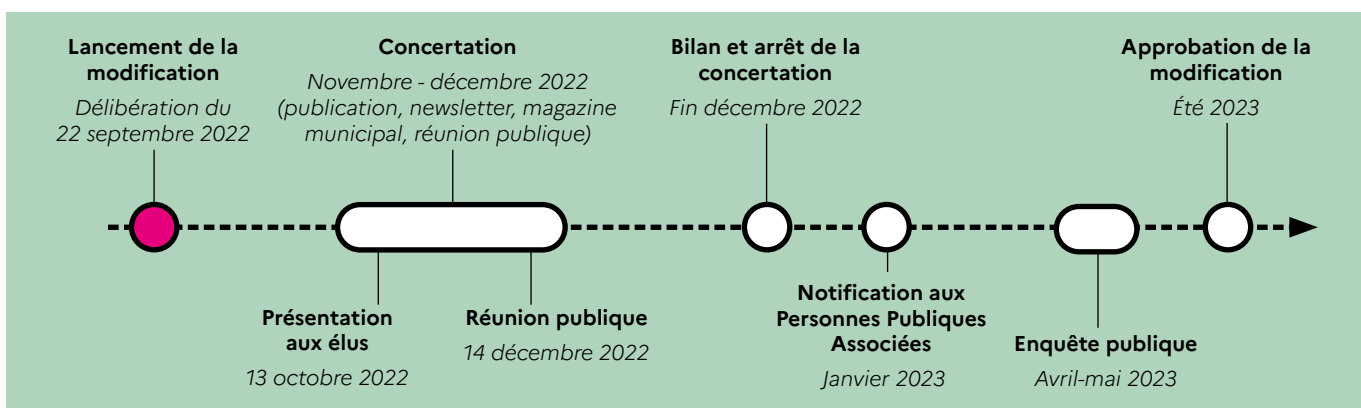 Lancement de la
modification
Délibération du
22 septembre 2022
Concertation
Novembre - décembre 2022
(publication, newsletter, magazine
municipal, réunion publique)
Bilan et arrêt de la
concertation
Fin décembre 2022
Approbation de la
modification
Été 2023
Présentation
aux élus
13 octobre 2022
Réunion publique
14 décembre 2022
Notification aux
Personnes Publiques
Associées
Janvier 2023
Enquête publique
Avril-mai 2023